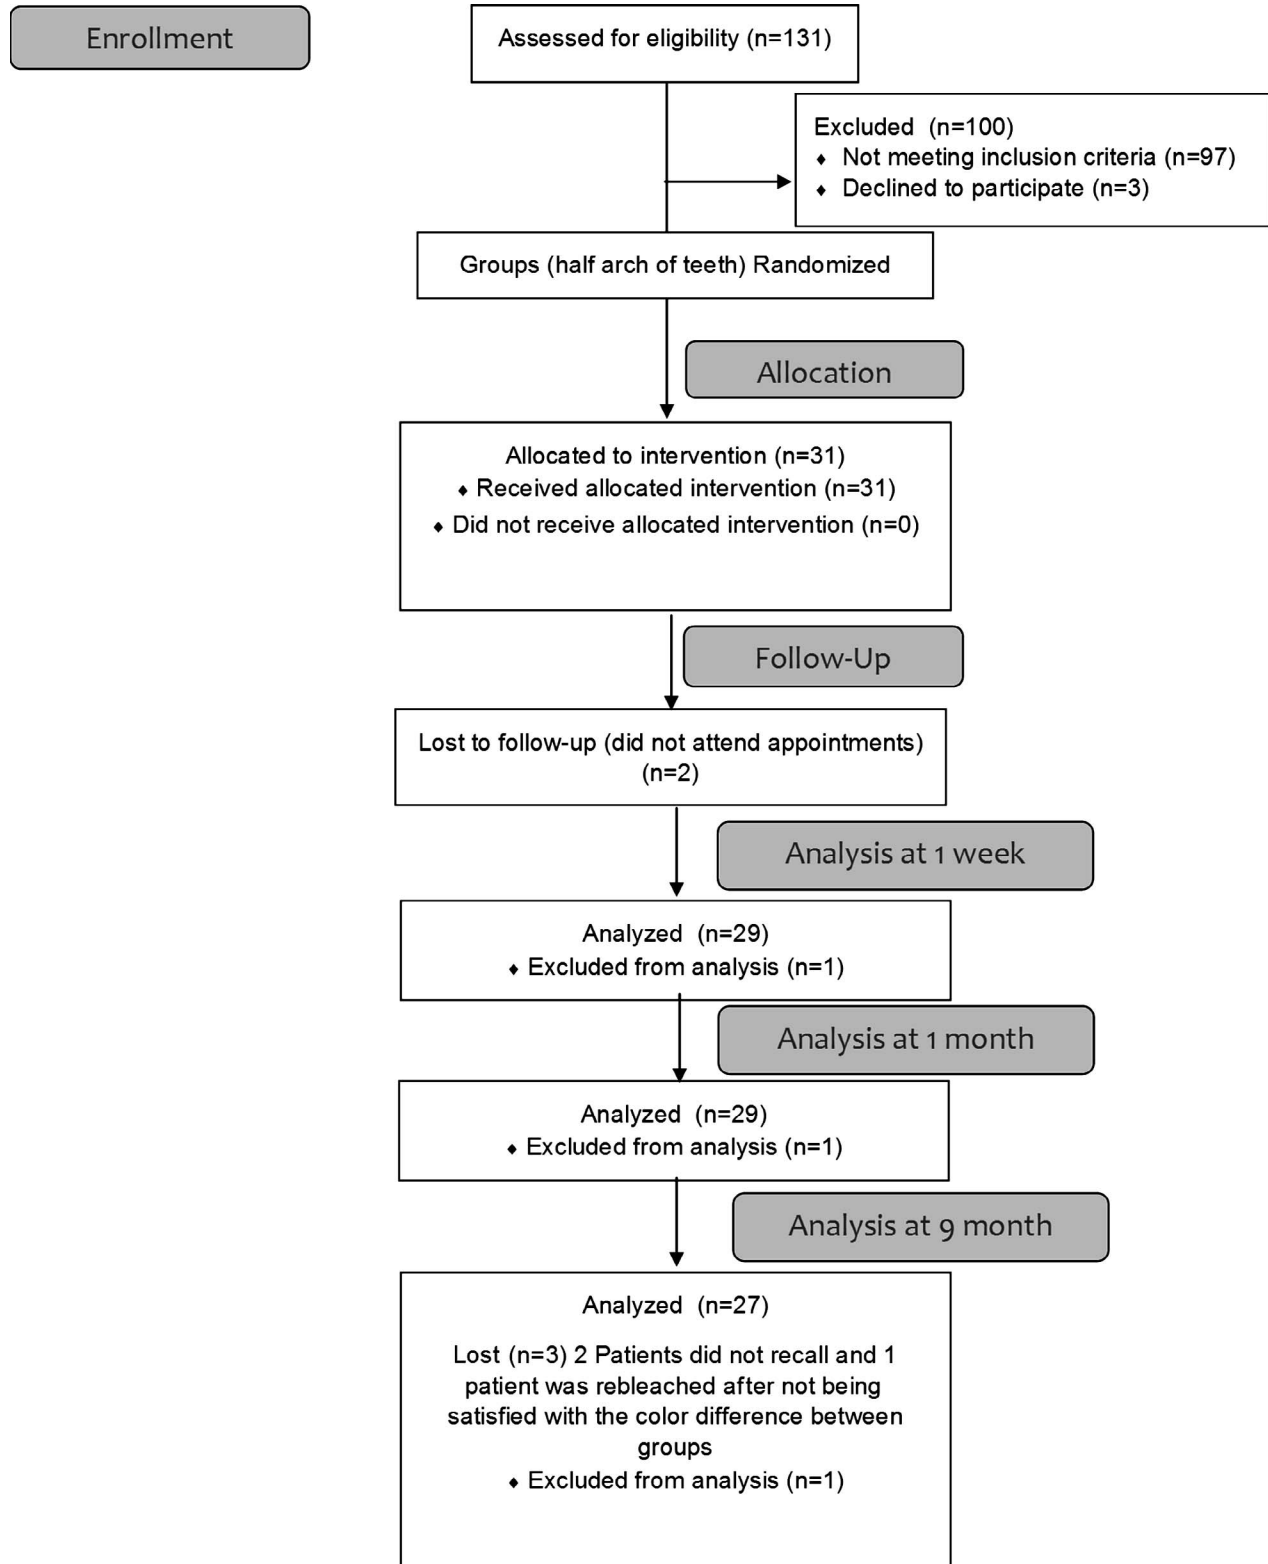 Enrollment
Assessed for eligibility (n=131)
Excluded (n=100)
♦ Not meeting inclusion criteria (n=97)
♦ Declined to participate (n=3)
Groups (half arch of teeth) Randomized
Allocation
Allocated to intervention (n=31)
♦ Received allocated intervention (n=31)
♦ Did not receive allocated intervention (n=0)
Follow-Up
Lost to follow-up (did not attend appointments)
(n=2)
Analysis at 1 week
Analyzed (n=29)
♦ Excluded from analysis (n=1)
Analysis at 1 month
Analyzed (n=29)
♦ Excluded from analysis (n=1)
Analysis at 9 month
Analyzed (n=27)
Lost (n=3) 2 Patients did not recall and 1
patient was rebleached after not being
satisfied with the color difference between
groups
♦ Excluded from analysis (n=1)